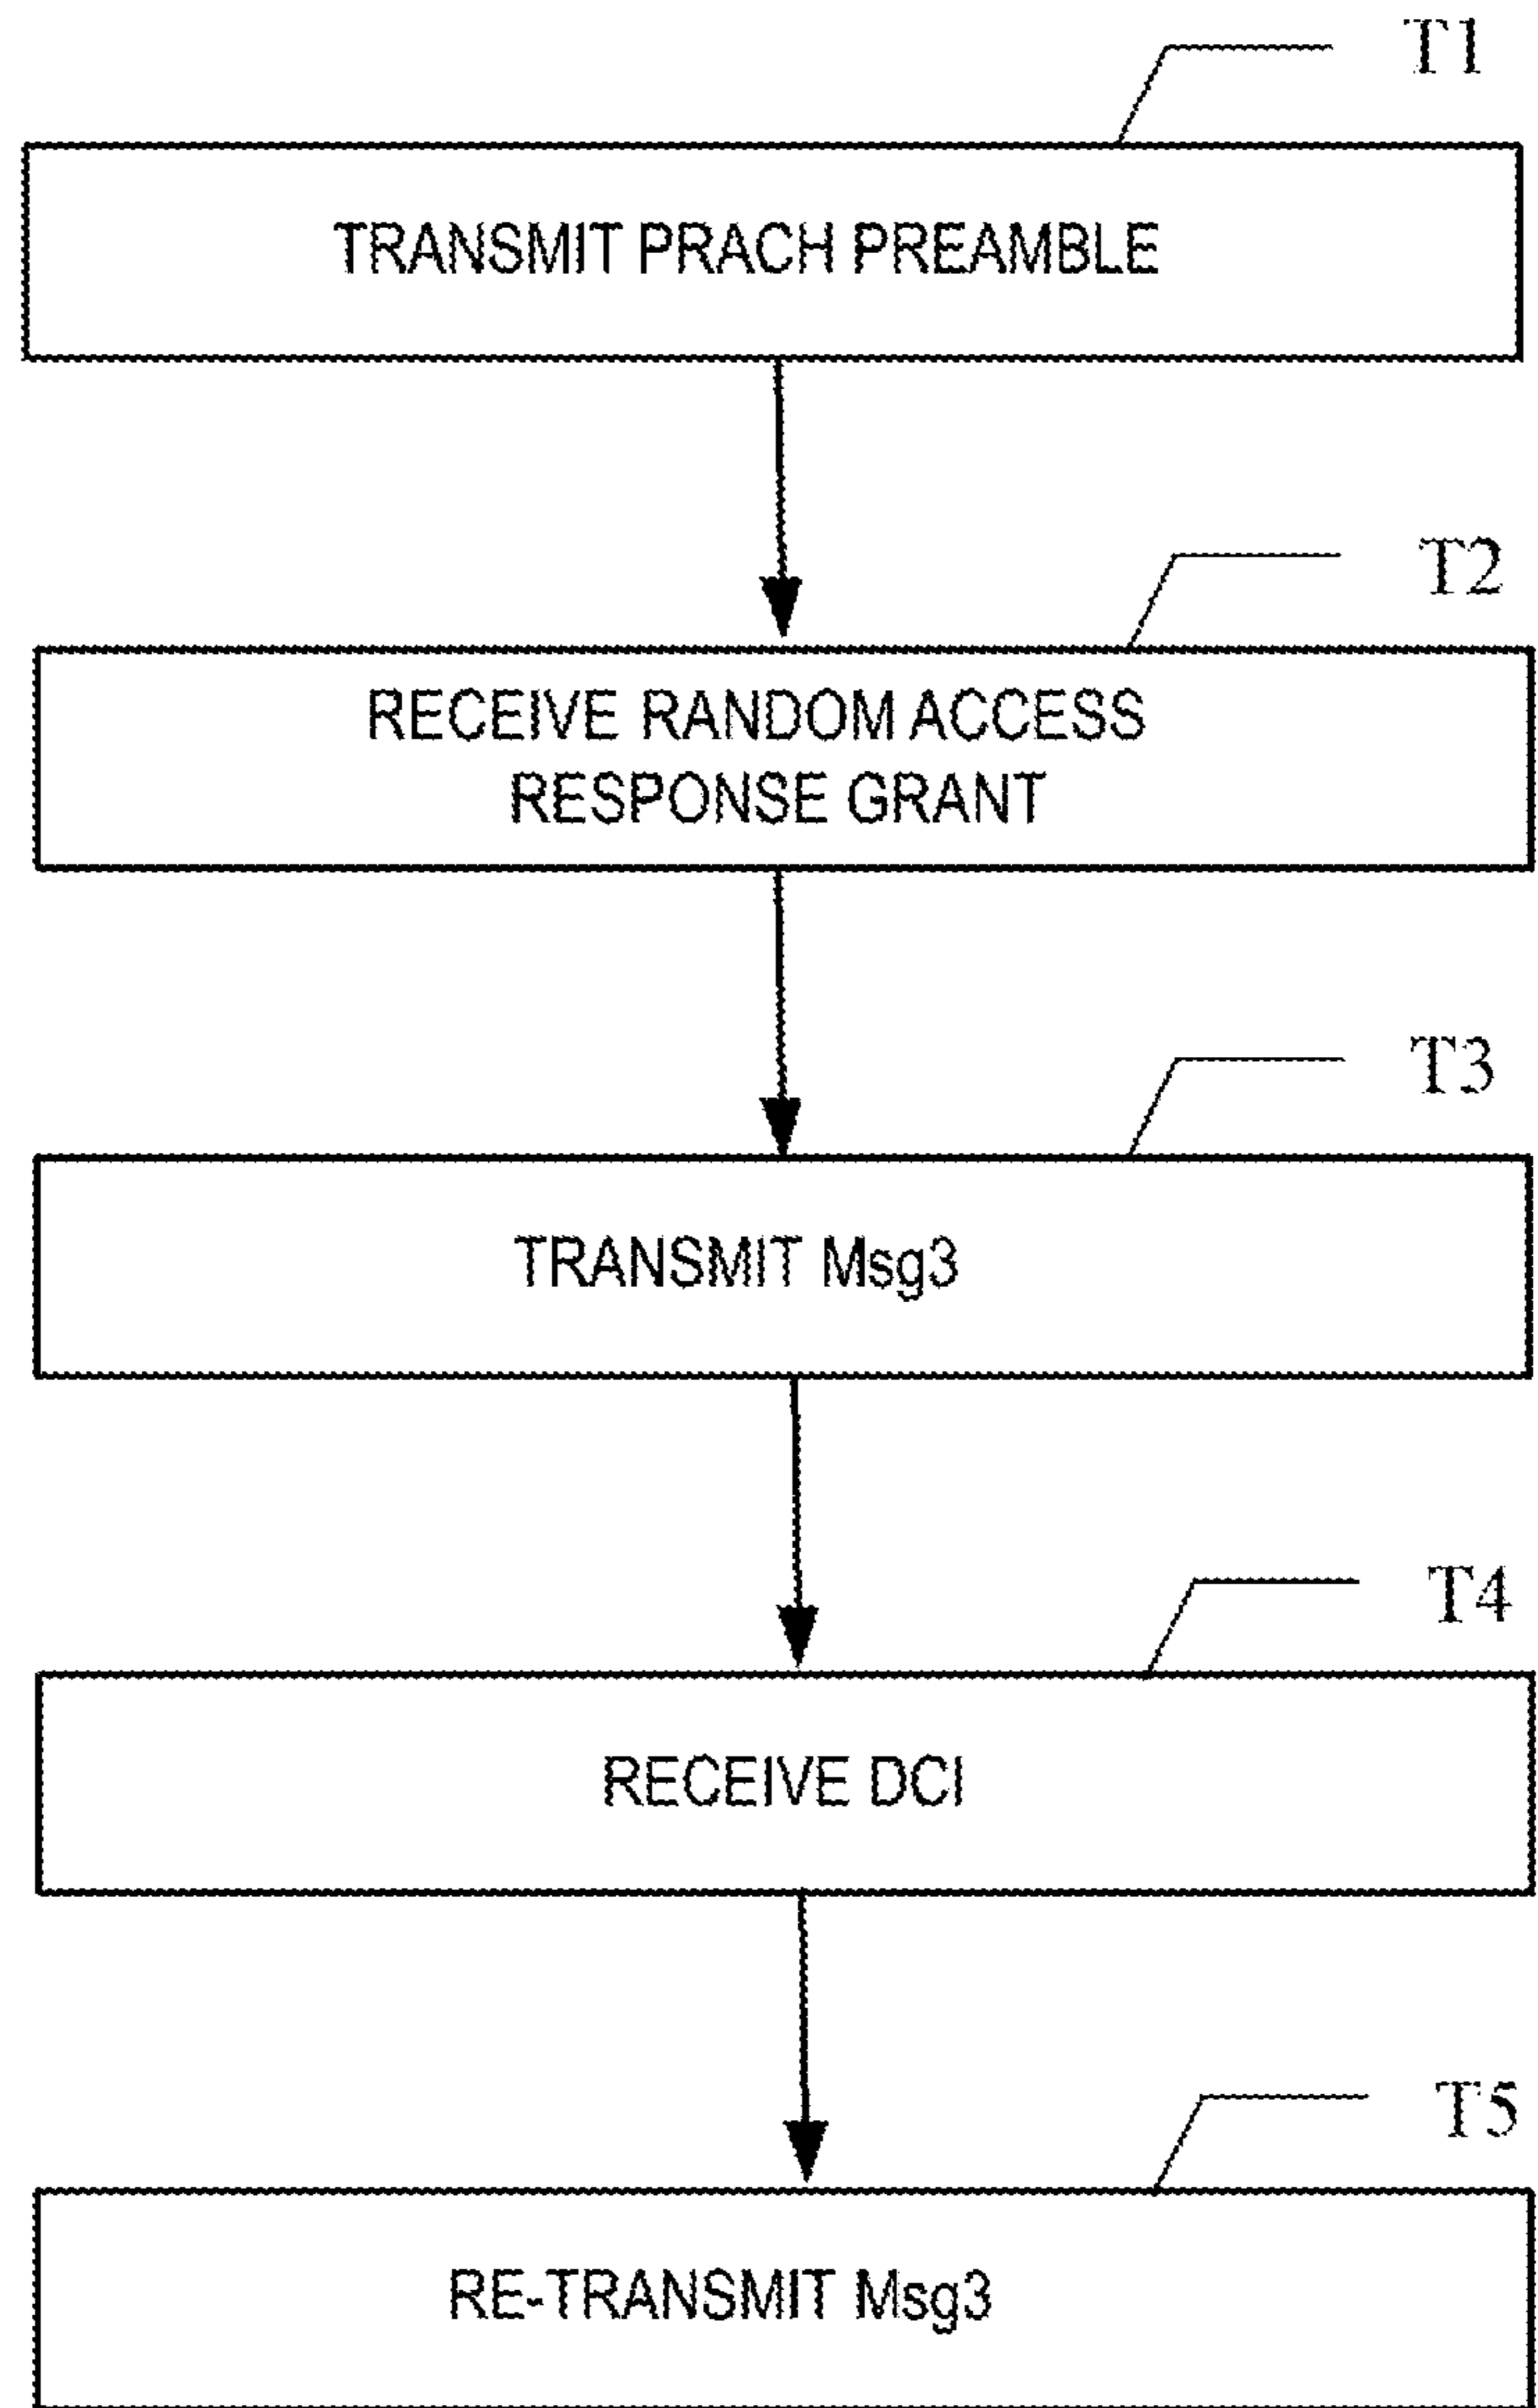 T1
TRANSMIT PRACH PREAMBLE
T2
RECEIVE RANDOM ACCESS
RESPONSE GRANT
T3
TRANSMIT Msg3
T4
RECEIVE DCI
T5
RE-TRANSMIT Msg3